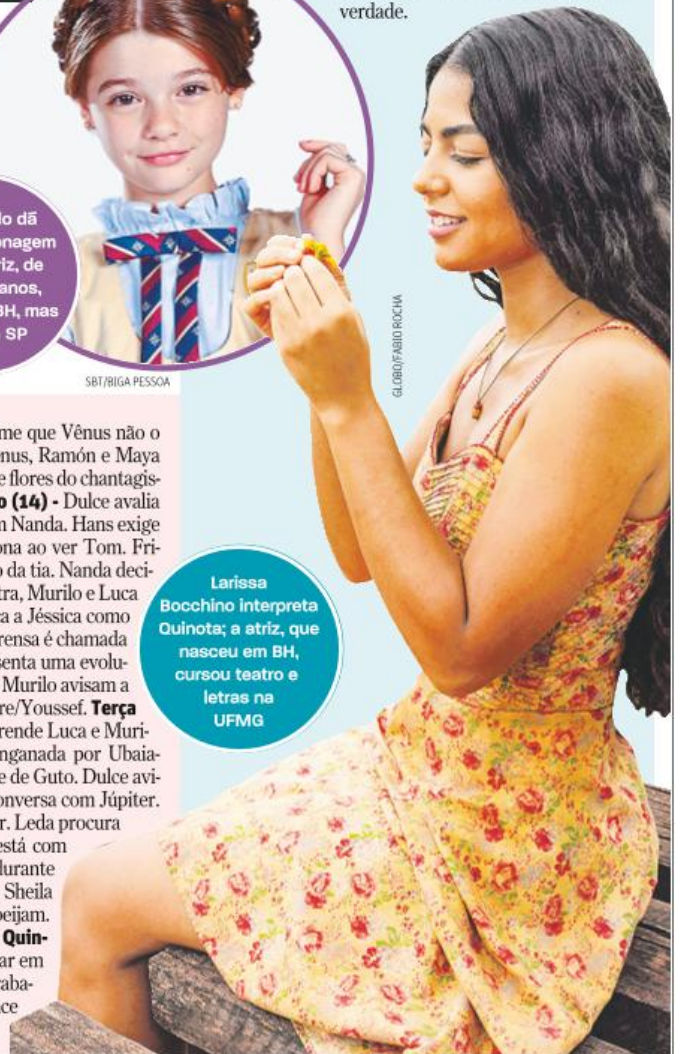 verdade.
lo dã
onagem
riz, de
anos,
BH, mas
SP
SBT/BIGA PESSOA
GLOBO/FABIO ROCHA
me que Vênus não o
nus, Ramón e Maya
e flores do chantagis-
o (14) - Dulce avalia
m Nanda. Hans exige
ona ao ver Tom. Fri-
o da tia. Nanda deci-
tra, Murilo e Luca
ca a Jéssica como
rensa é chamada
senta uma evolu-
Murilo avisam a
re/Youssef. Terça
rende Luca e Muri-
nganada por Ubaia-
e de Guto. Dulce avi-
onversa com Júpiter.
r. Leda procura
está com
durante
Sheila
beijam.
Quin-
ar em
raba-
ce
Larissa
Bocchino interpreta
Quinota; a atriz, que
nasceu em BH,
cursou teatro e
letras na
UFMG